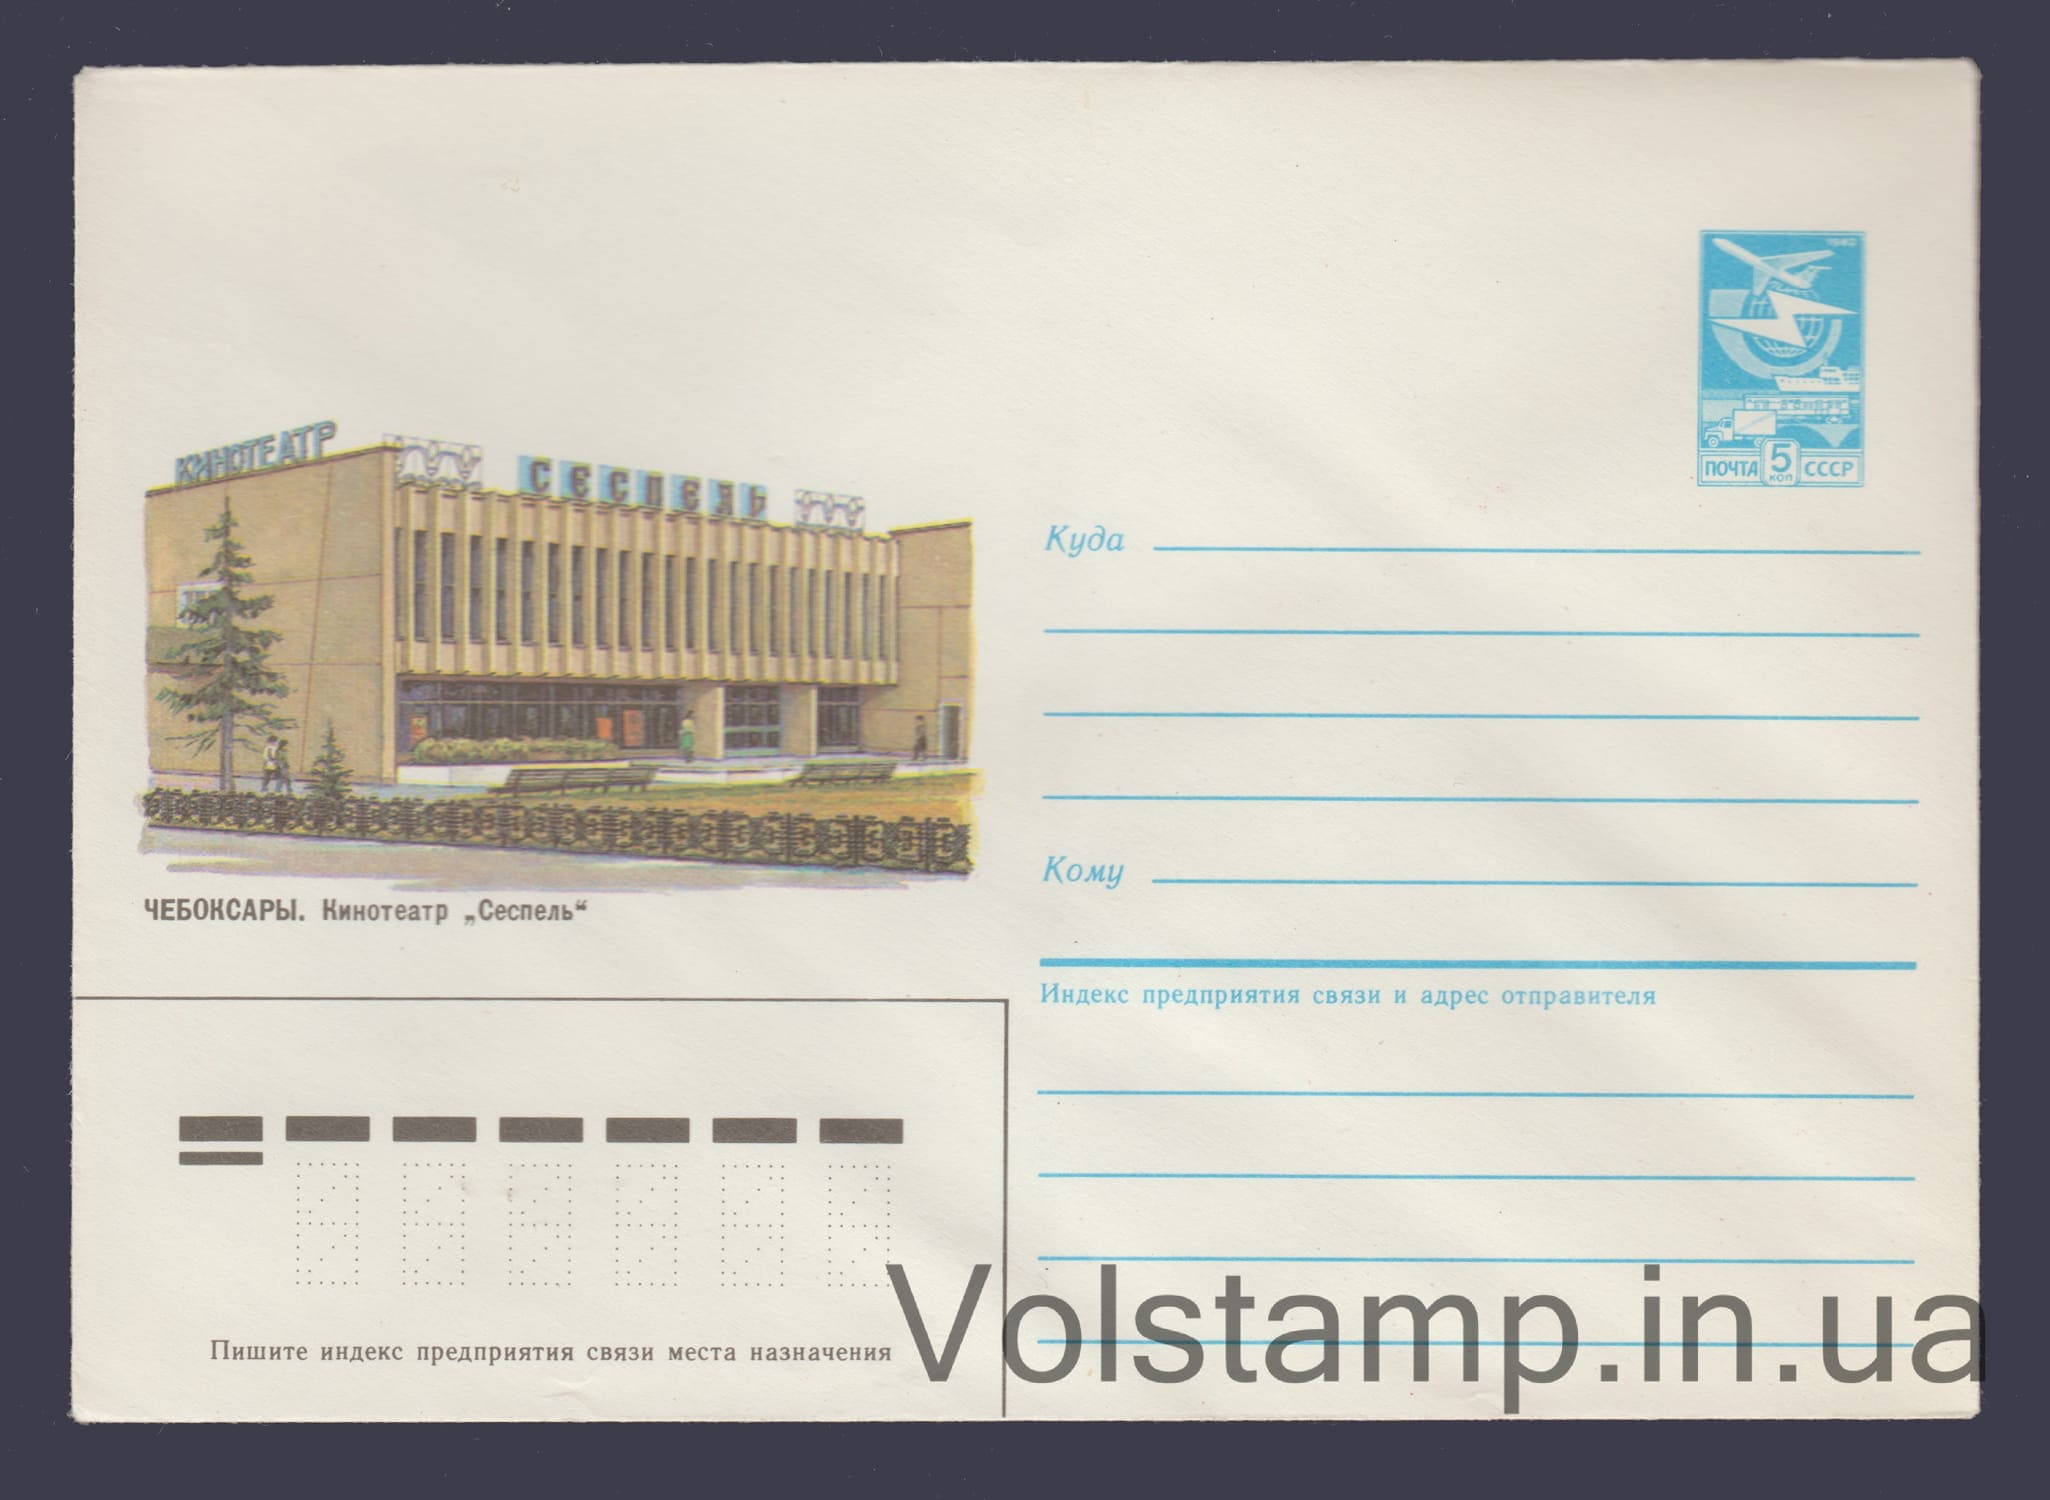 1982
ПОЧТА 5 КОП СССР
КИНОТЕАТР
СЕСПЕЛЬ
Куда
Кому
ЧЕБОКСАРЫ. Кинотеатр „Сеспель“
Индекс предприятия связи и адрес отправителя
Пишите индекс предприятия связи места назначения
Volstamp.in.ua